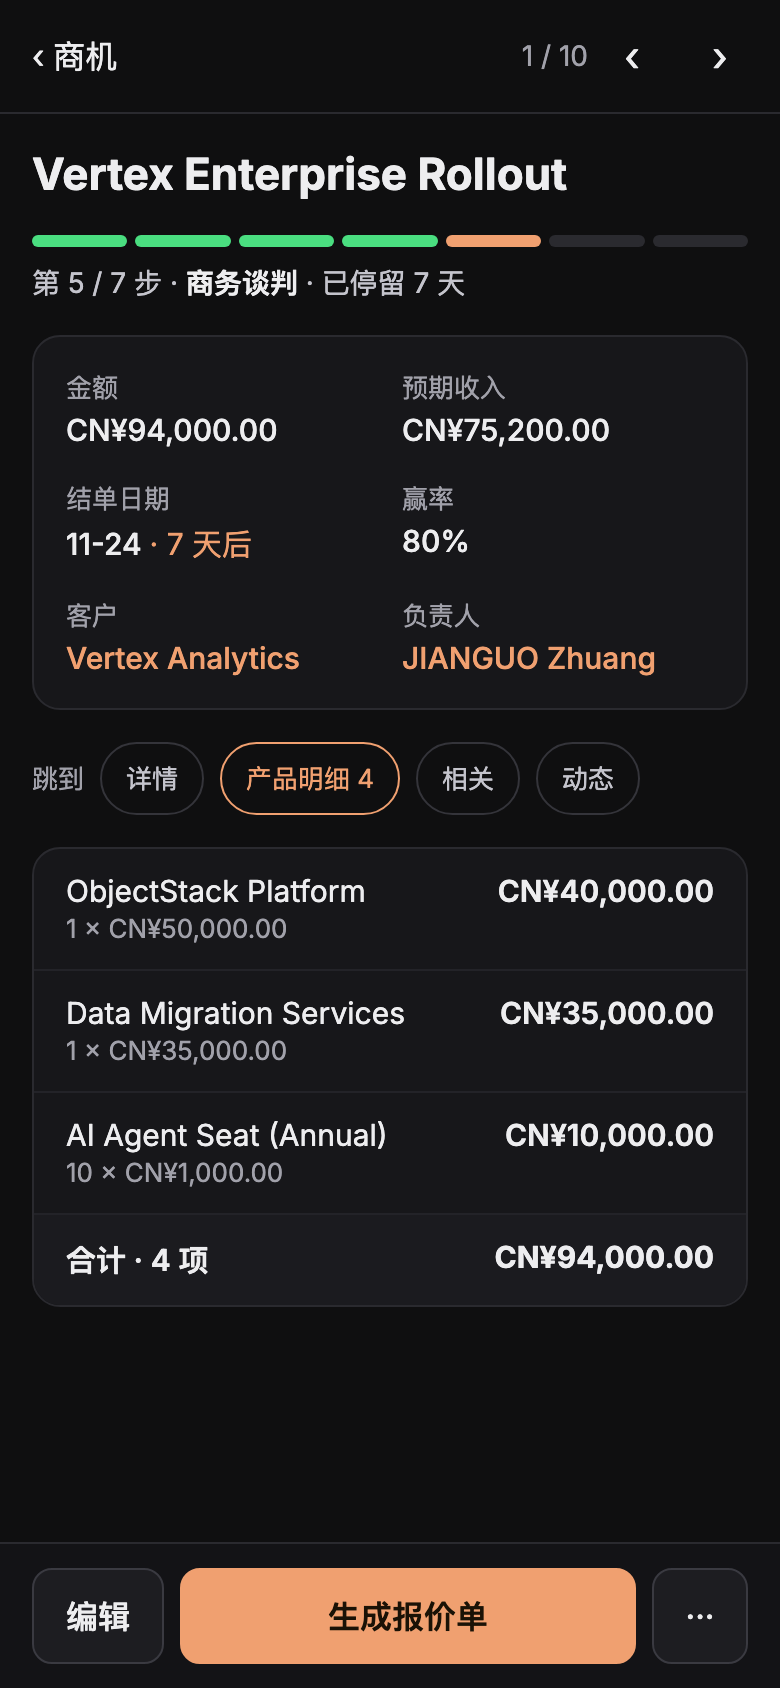 ‹ 商机 1 / 10 ‹ ›
Vertex Enterprise Rollout
第 5 / 7 步 · 商务谈判 · 已停留 7 天
金额 预期收入
CN¥94,000.00 CN¥75,200.00
结单日期 赢率
11-24 · 7 天后 80%
客户 负责人
Vertex Analytics JIANGUO Zhuang
跳到 详情 产品明细 4 相关 动态
ObjectStack Platform CN¥40,000.00
1 × CN¥50,000.00
Data Migration Services CN¥35,000.00
1 × CN¥35,000.00
AI Agent Seat (Annual) CN¥10,000.00
10 × CN¥1,000.00
合计 · 4 项 CN¥94,000.00
编辑 生成报价单 ···